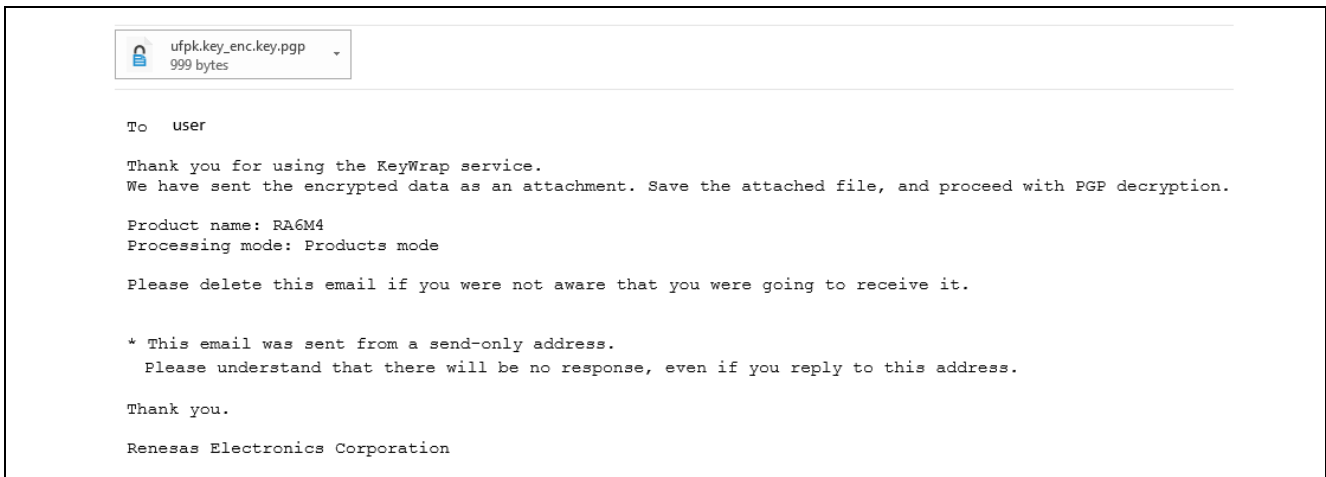 ufpk.key_enc.key.pgp
999 bytes
To user
Thank you for using the KeyWrap service.
We have sent the encrypted data as an attachment. Save the attached file, and proceed with PGP decryption.
Product name: RA6M4
Processing mode: Products mode
Please delete this email if you were not aware that you were going to receive it.
* This email was sent from a send-only address.
Please understand that there will be no response, even if you reply to this address.
Thank you.
Renesas Electronics Corporation